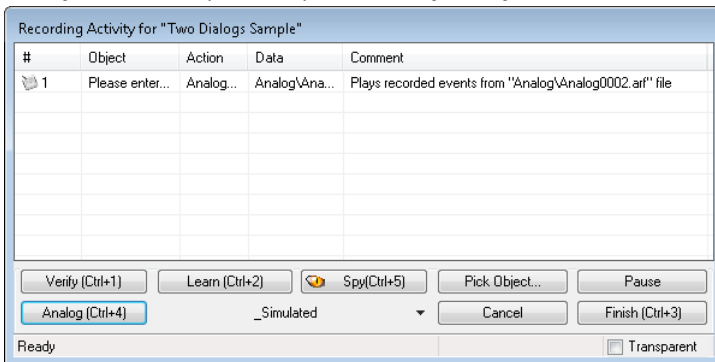 Recording Activity for "Two Dialogs Sample"
# Object Action Data Comment
1 Please enter... Analog... Analog\Ana... Plays recorded events from "Analog\Analog0002.arf" file
Verify (Ctrl+1) Learn (Ctrl+2) Spy(Ctrl+5) Pick Object... Pause
Analog (Ctrl+4) _Simulated Cancel Finish (Ctrl+3)
Ready Transparent